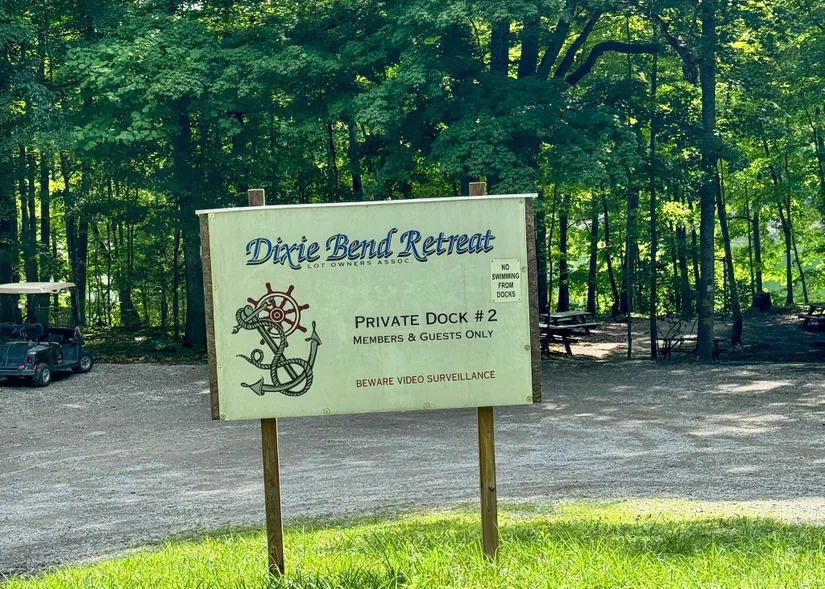 Dixie Bend Retreat
LOT OWNERS ASSOC
NO
SWIMMING
FROM
DOCKS
PRIVATE DOCK # 2
MEMBERS & GUESTS ONLY
BEWARE VIDEO SURVEILLANCE